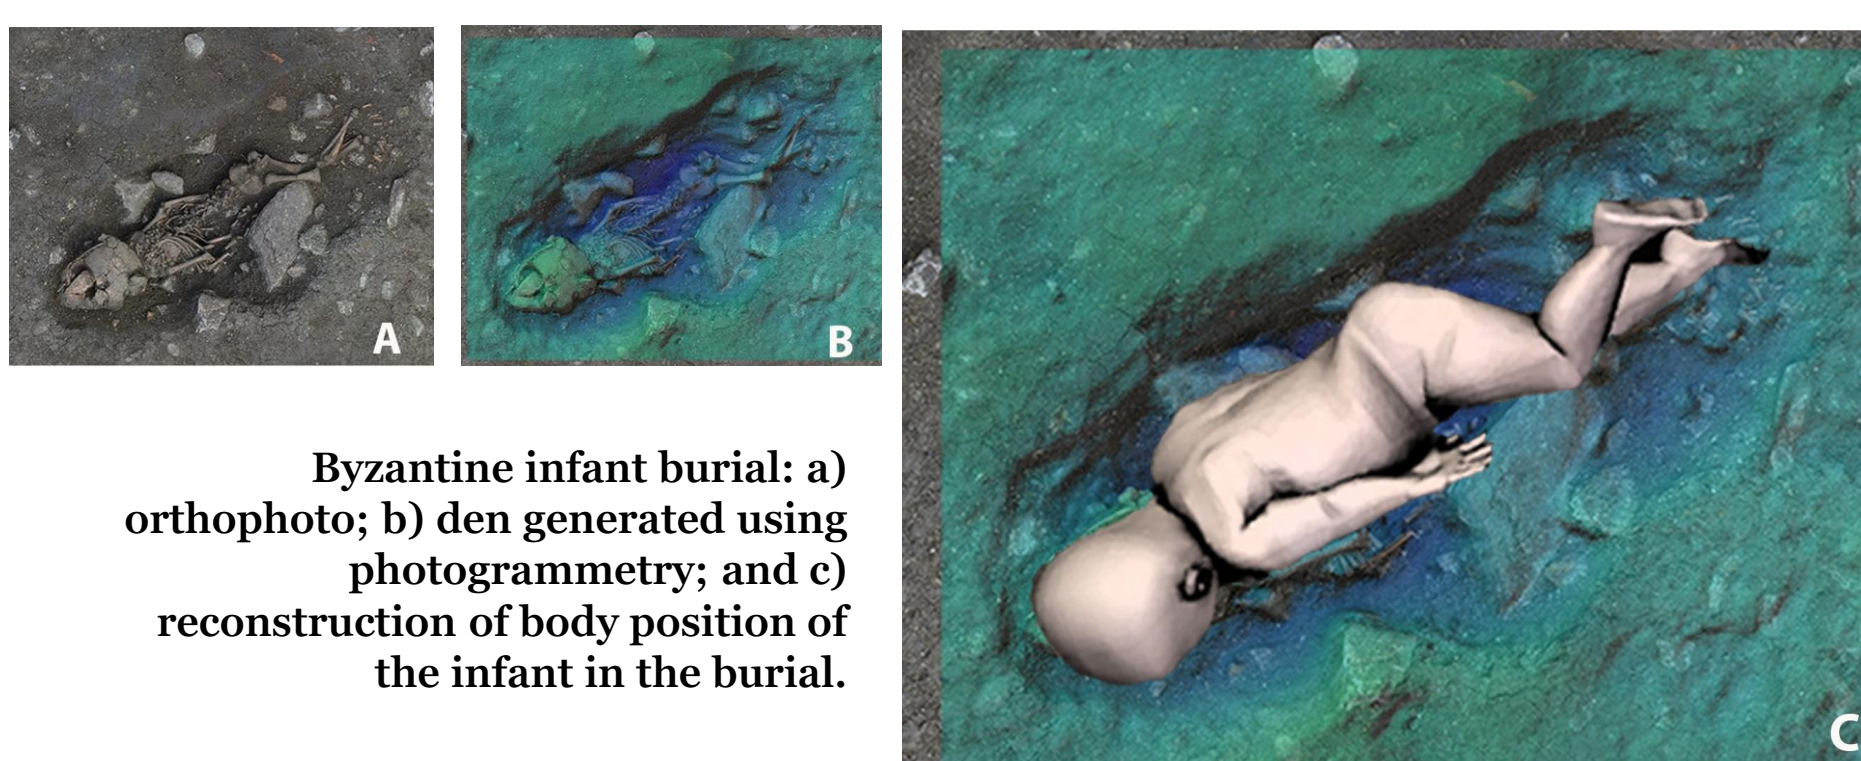 A
B
Byzantine infant burial: a)
orthophoto; b) den generated using
photogrammetry; and c)
reconstruction of body position of
the infant in the burial.
C